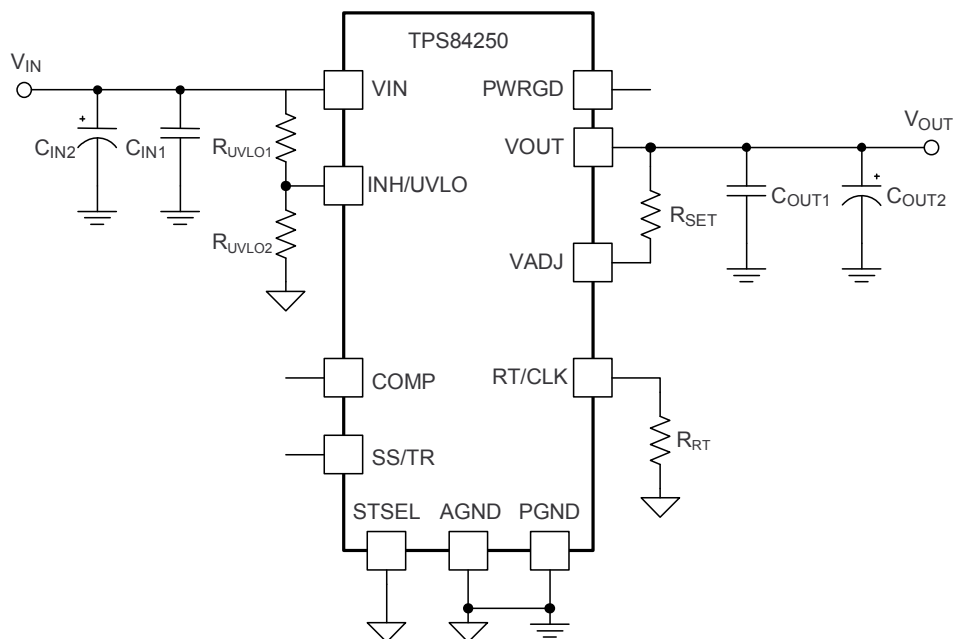 TPS84250
VIN
VIN
PWRGD
VOUT
VOUT
+
CIN2
CIN1
RUVLO1
INH/UVLO
RSET
COUT1
+
COUT2
RUVLO2
VADJ
COMP
RT/CLK
RRT
SS/TR
STSEL
AGND
PGND